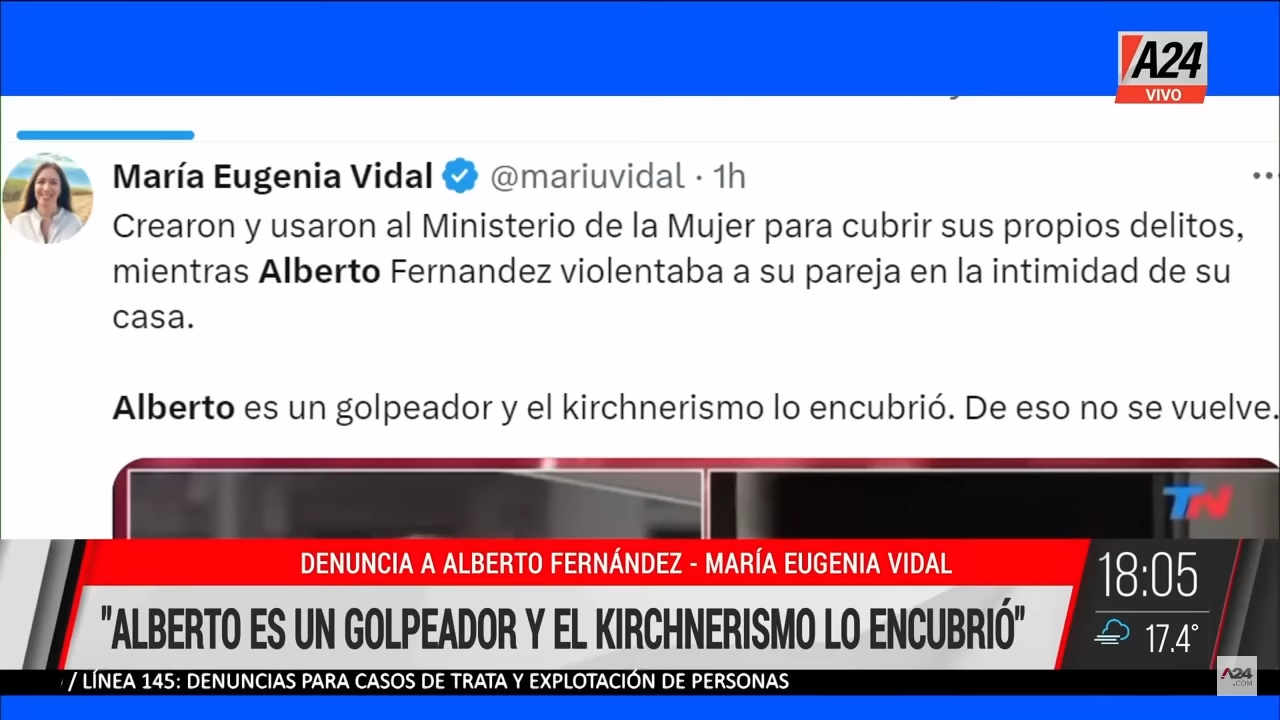 A24
VIVO
María Eugenia Vidal @mariuvidal · 1h
Crearon y usaron al Ministerio de la Mujer para cubrir sus propios delitos,
mientras Alberto Fernandez violentaba a su pareja en la intimidad de su
casa.
Alberto es un golpeador y el kirchnerismo lo encubrió. De eso no se vuelve.
TN
DENUNCIA A ALBERTO FERNÁNDEZ - MARÍA EUGENIA VIDAL
"ALBERTO ES UN GOLPEADOR Y EL KIRCHNERISMO LO ENCUBRIÓ"
18:05
17.4°
/ LÍNEA 145: DENUNCIAS PARA CASOS DE TRATA Y EXPLOTACIÓN DE PERSONAS
A24
.COM